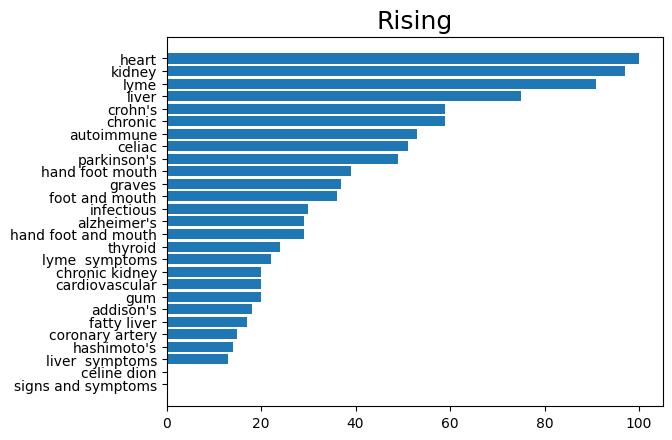 Rising
heart
kidney
lyme
liver
crohn's
chronic
autoimmune
celiac
parkinson's
hand foot mouth
graves
foot and mouth
infectious
alzheimer's
hand foot and mouth
thyroid
lyme  symptoms
chronic kidney
cardiovascular
gum
addison's
fatty liver
coronary artery
hashimoto's
liver  symptoms
celine dion
signs and symptoms
0 20 40 60 80 100